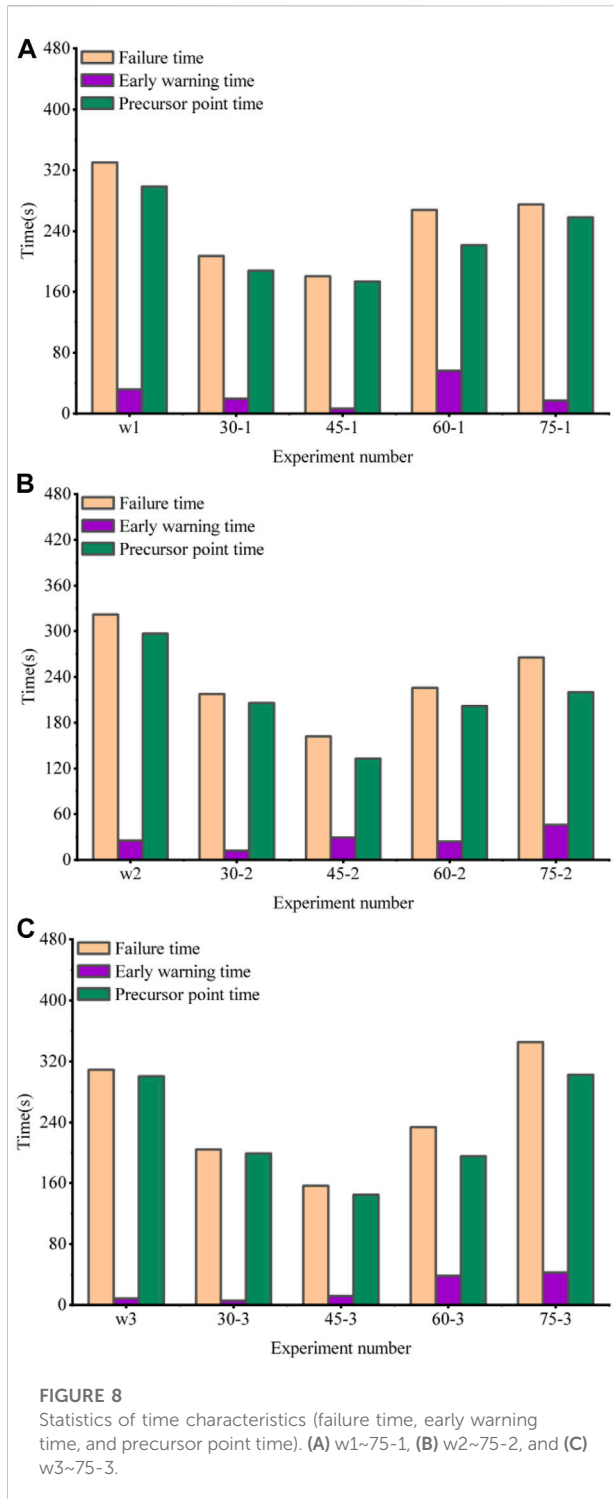 A
480
400
320
240
160
80
0
Time(s)
Failure time
Early warning time
Precursor point time
w1 30-1 45-1 60-1 75-1
Experiment number
B
480
420
360
300
240
180
120
60
0
Time(s)
Failure time
Early warning time
Precursor point time
w2 30-2 45-2 60-2 75-2
Experiment number
C
480
400
320
240
160
80
0
Time(s)
Failure time
Early warning time
Precursor point time
w3 30-3 45-3 60-3 75-3
Experiment number
FIGURE 8
Statistics of time characteristics (failure time, early warning
time, and precursor point time). (A) w1~75-1, (B) w2~75-2, and (C)
w3~75-3.